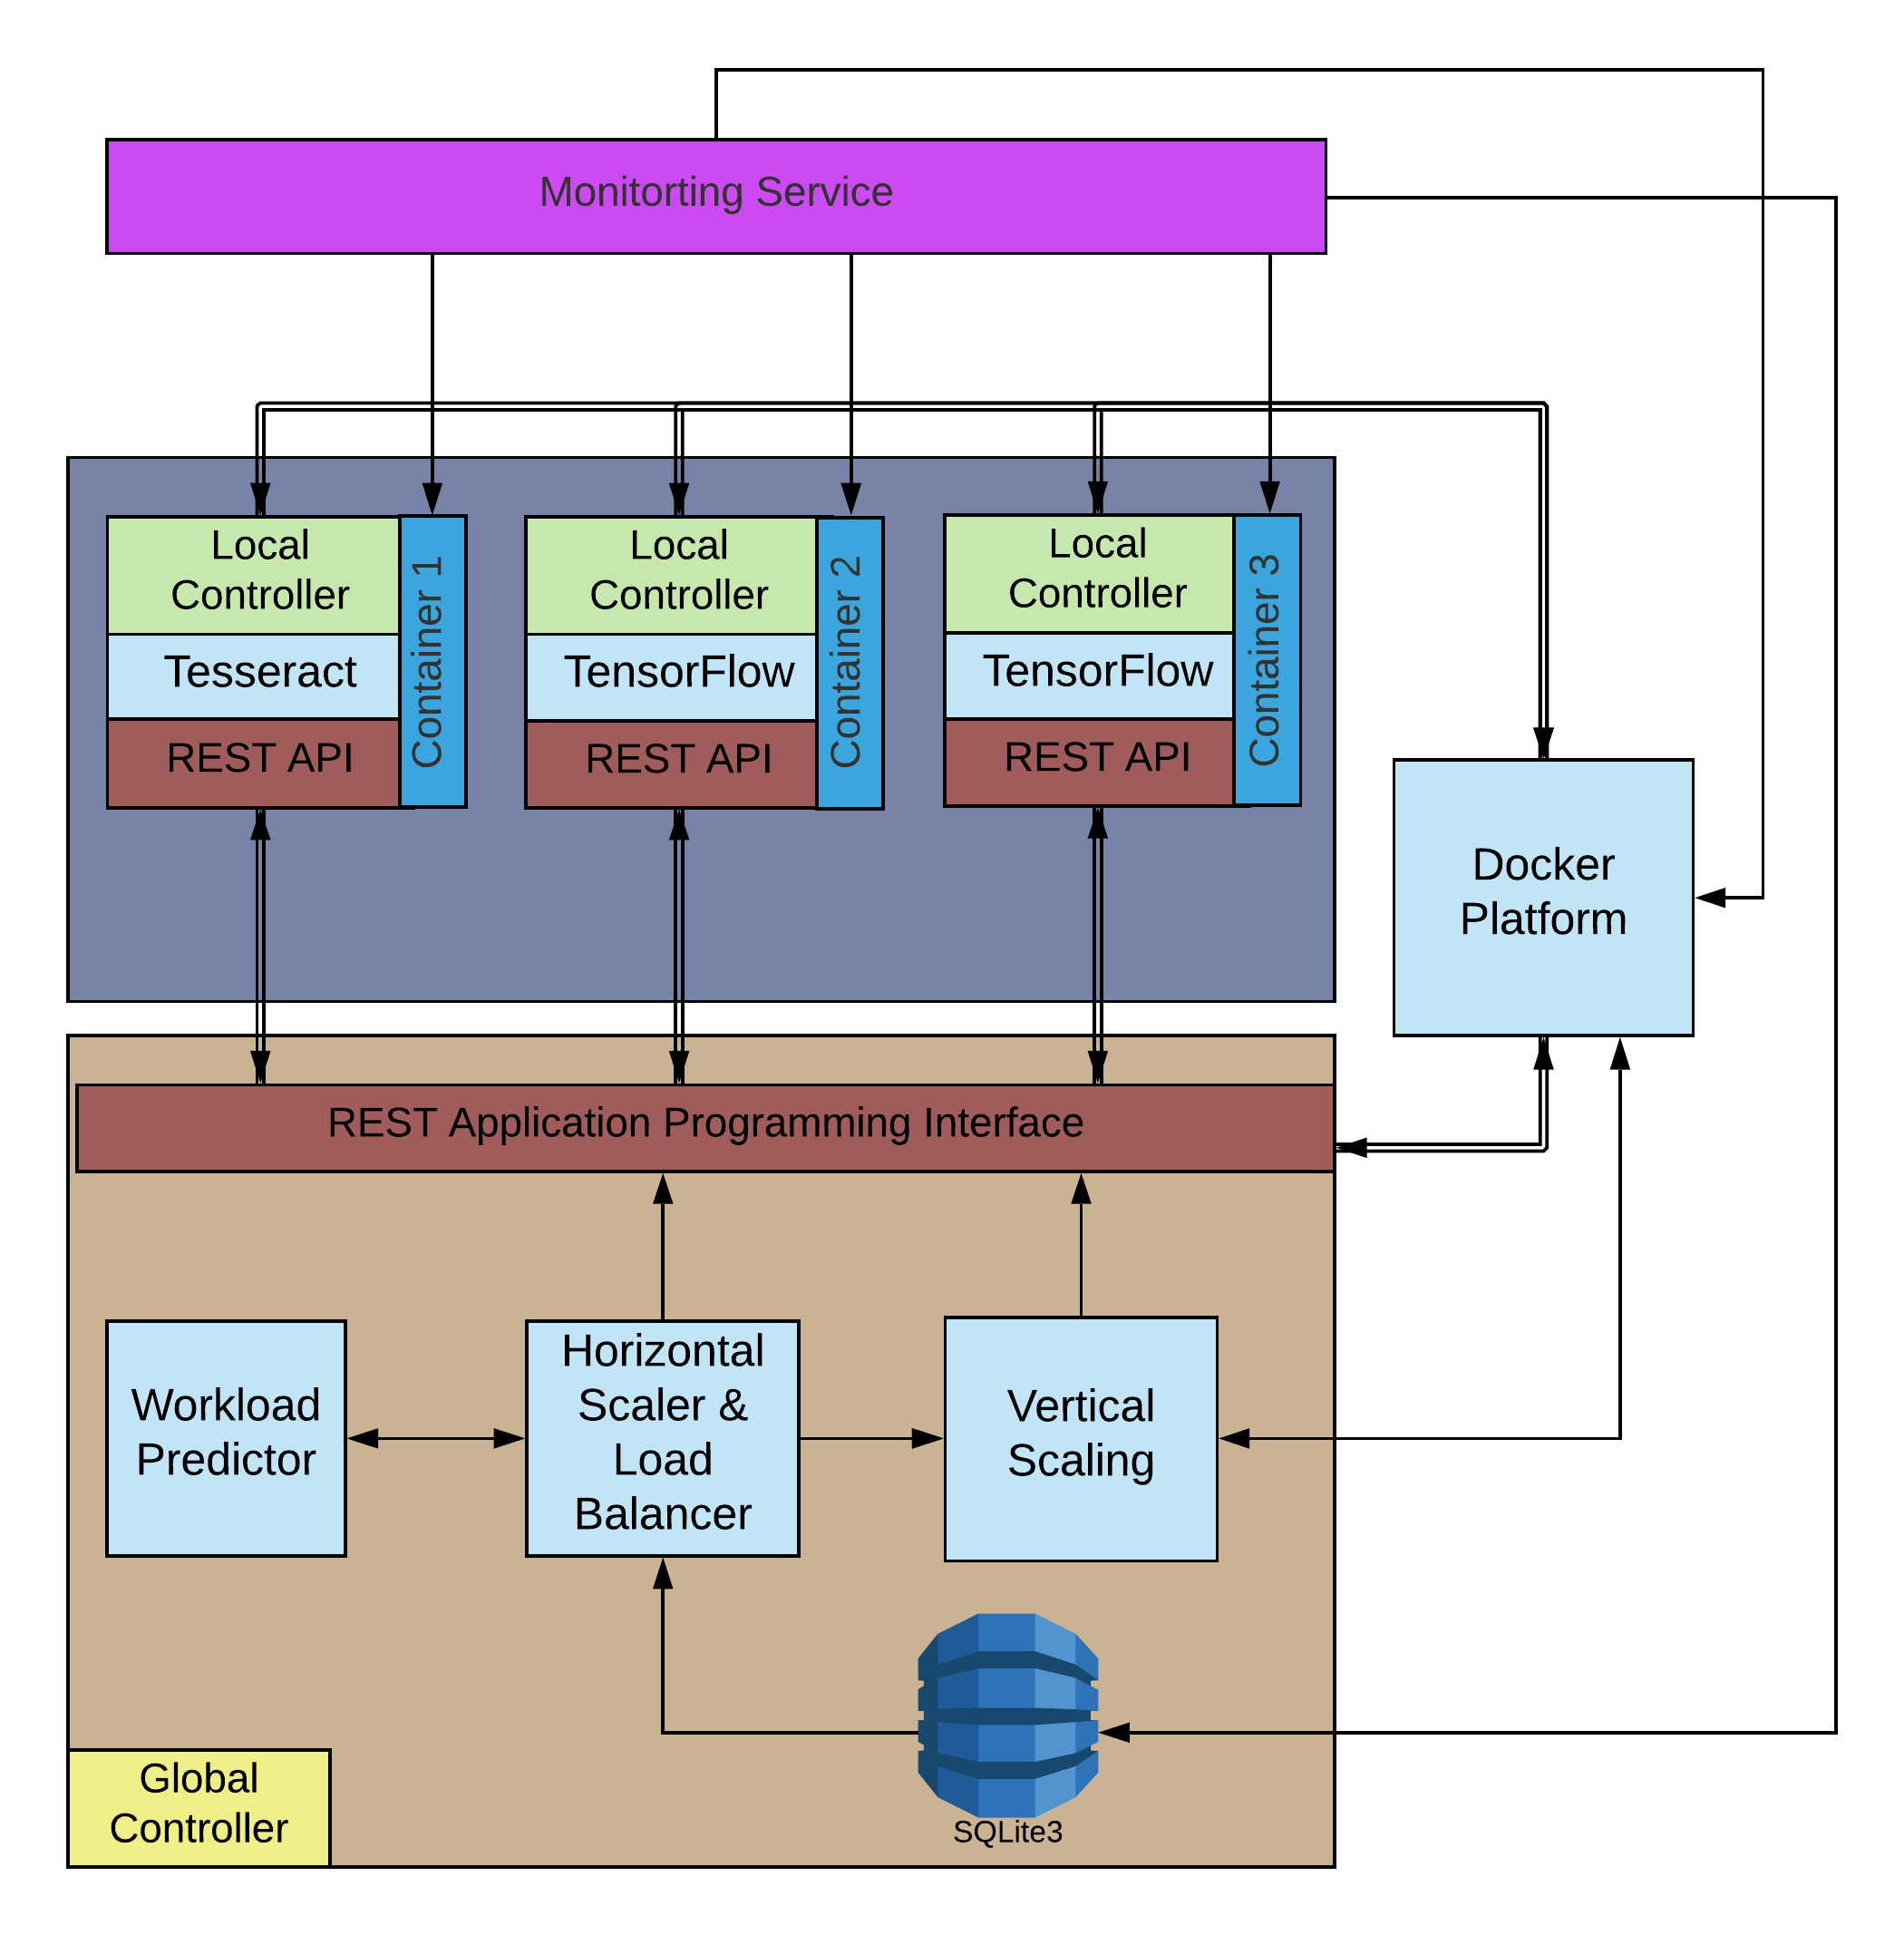 Monitorting Service
Local
Controller
Tesseract
REST API
Container 1
Local
Controller
TensorFlow
REST API
Container 2
Local
Controller
TensorFlow
REST API
Container 3
Docker
Platform
REST Application Programming Interface
Workload
Predictor
Horizontal
Scaler &
Load
Balancer
Vertical
Scaling
SQLite3
Global
Controller